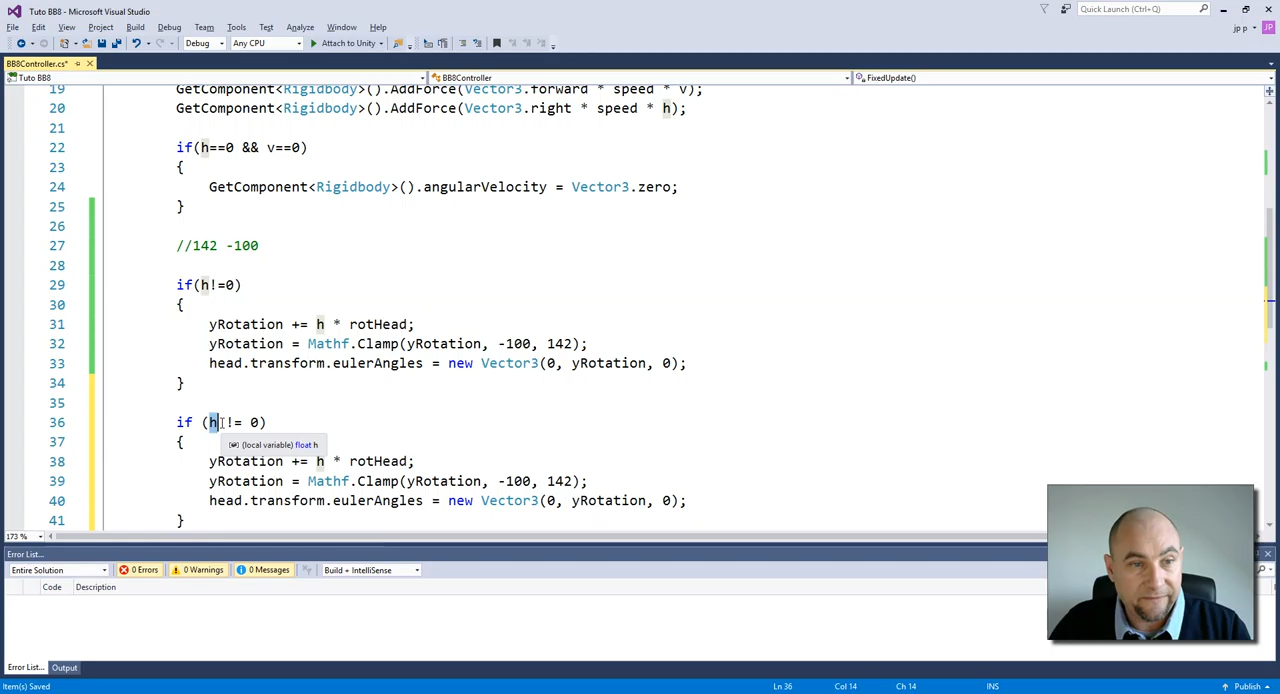 Tuto BB8 - Microsoft Visual Studio
Quick Launch (Ctrl+Q)
File Edit View Project Build Debug Team Tools Test Analyze Window Help
jp p
JP
Debug Any CPU Attach to Unity
BB8Controller.cs*
Tuto BB8 BB8Controller FixedUpdate()
19 GetComponent<Rigidbody>().AddForce(Vector3.forward * speed * v);
20 GetComponent<Rigidbody>().AddForce(Vector3.right * speed * h);
21
22 if(h==0 && v==0)
23 {
24 GetComponent<Rigidbody>().angularVelocity = Vector3.zero;
25 }
26
27 //142 -100
28
29 if(h!=0)
30 {
31 yRotation += h * rotHead;
32 yRotation = Mathf.Clamp(yRotation, -100, 142);
33 head.transform.eulerAngles = new Vector3(0, yRotation, 0);
34 }
35
36 if (h != 0)
37 {
(local variable) float h
38 yRotation += h * rotHead;
39 yRotation = Mathf.Clamp(yRotation, -100, 142);
40 head.transform.eulerAngles = new Vector3(0, yRotation, 0);
41 }
173 %
Error List...
Entire Solution 0 Errors 0 Warnings 0 Messages Build + IntelliSense
Code Description
Error List... Output
Item(s) Saved Ln 36 Col 14 Ch 14 INS Publish